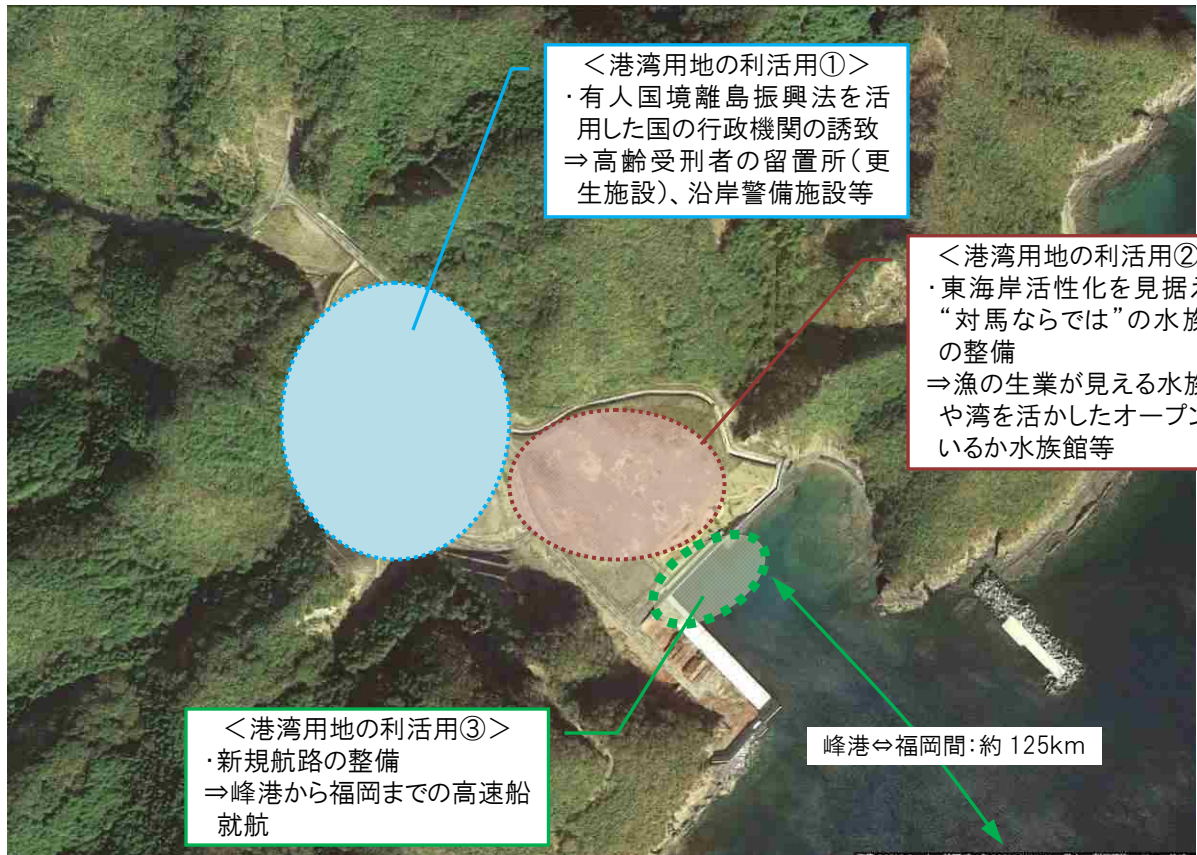 ＜港湾用地の利活用①＞
・有人国境離島振興法を活
用した国の行政機関の誘致
⇒高齢受刑者の留置所（更
生施設）、沿岸警備施設等
＜港湾用地の利活用②
・東海岸活性化を見据え
“対馬ならでは”の水族
の整備
⇒漁の生業が見える水族
や湾を活かしたオープン
いるか水族館等
＜港湾用地の利活用③＞
・新規航路の整備
⇒峰港から福岡までの高速船
就航
峰港⇔福岡間：約 125km